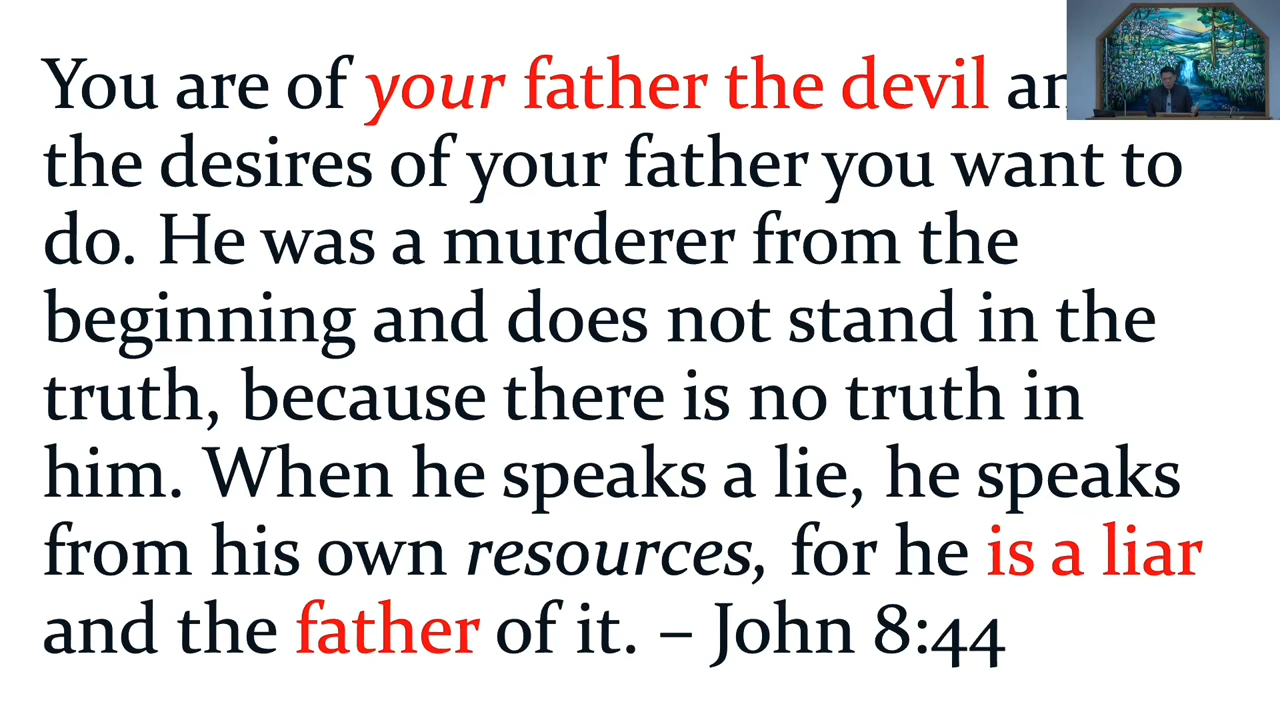 You are of your father the devil
the desires of your father you want to
do. He was a murderer from the
beginning and does not stand in the
truth, because there is no truth in
him. When he speaks a lie, he speaks
from his own resources, for he is a liar
and the father of it. – John 8:44